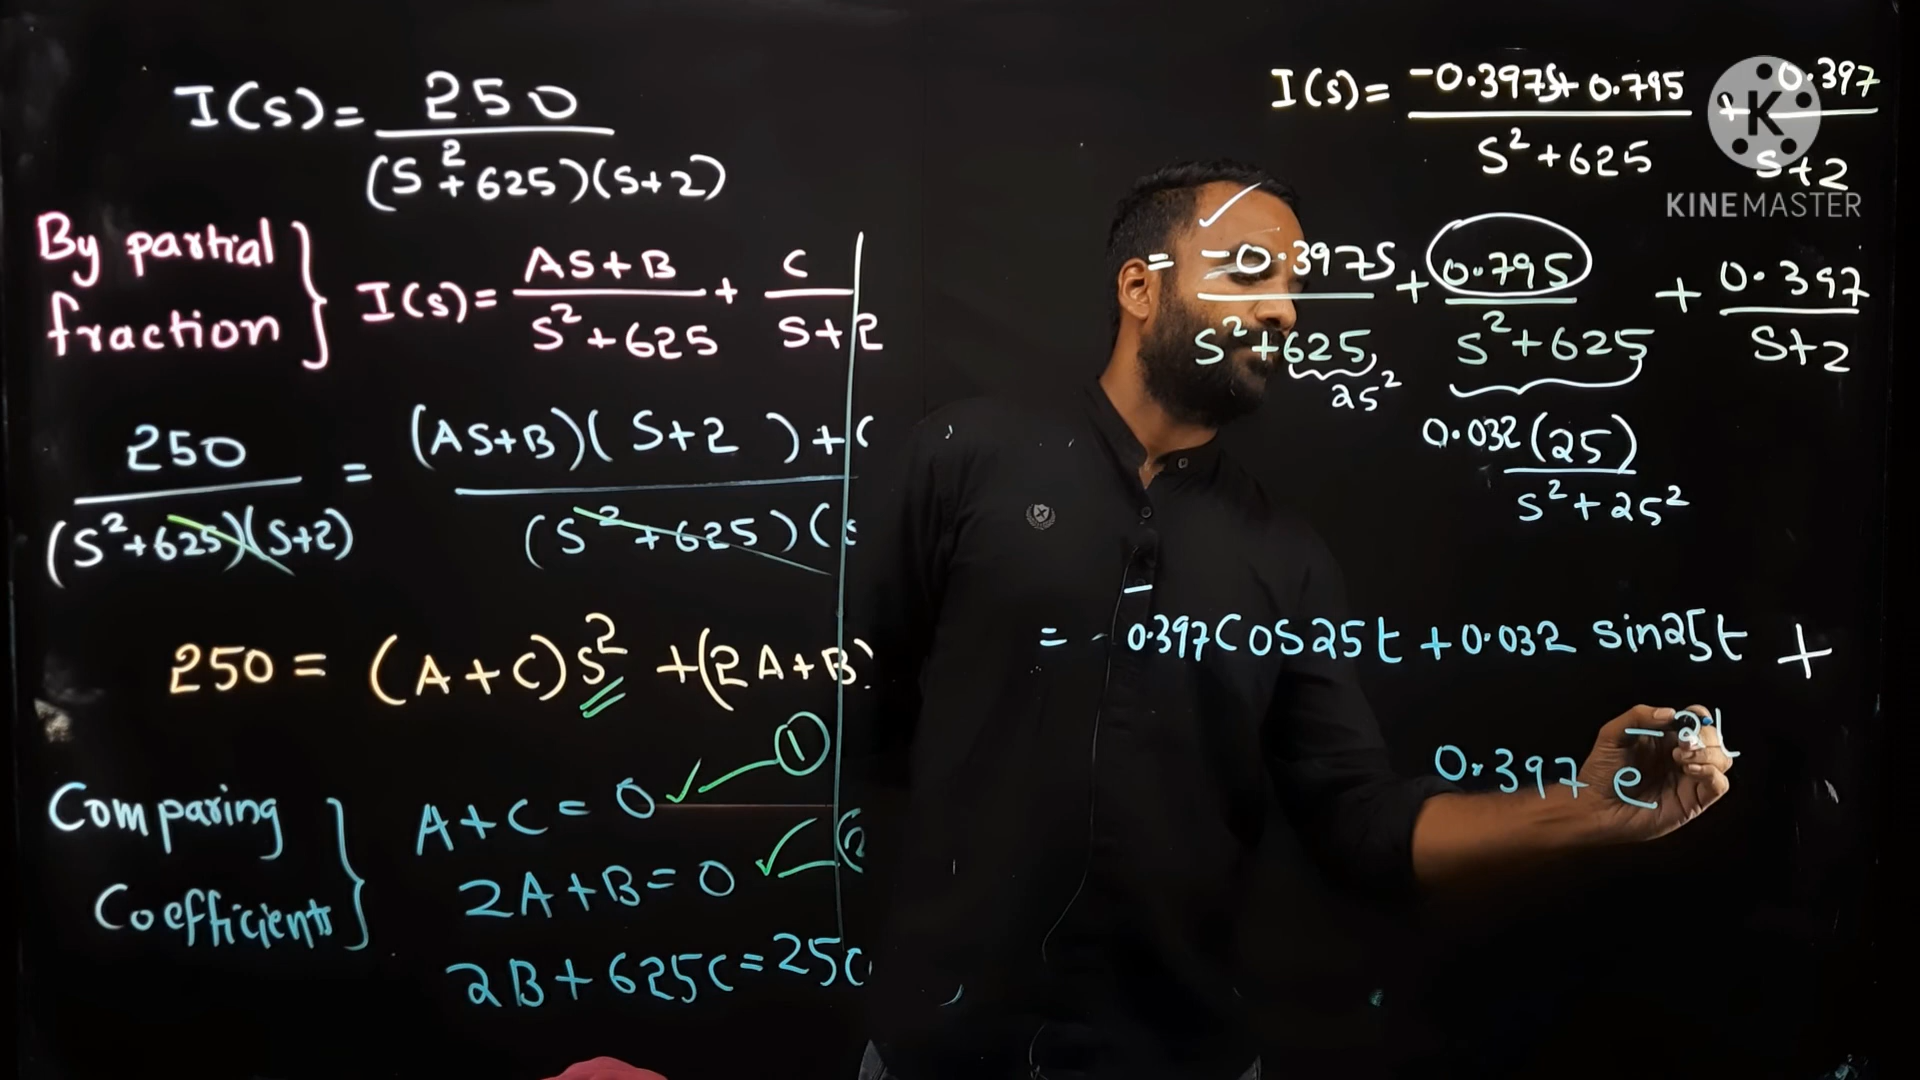 I(s) = 250
(S² + 625)(S+2)
By partial fraction } I(s) = AS+B / S²+625 + C / S+2
250 / (S²+625)(S+2) = (AS+B)(S+2) + / (S²+625)(
250 = (A+C)S² + (2A+B)
Comparing Coefficients } A+C = 0 ①
2A+B = 0 (2
2B + 625C = 250
I(s) = -0.397s + 0.795 / S²+625 + 0.397 / S+2
K
KINEMASTER
= -0.397S / S²+625 + 0.795 / S²+625 + 0.397 / S+2
25²
0.032 (25) / S² + 25²
= - 0.397 Cos25t + 0.032 sin25t +
0.397 e^-2t